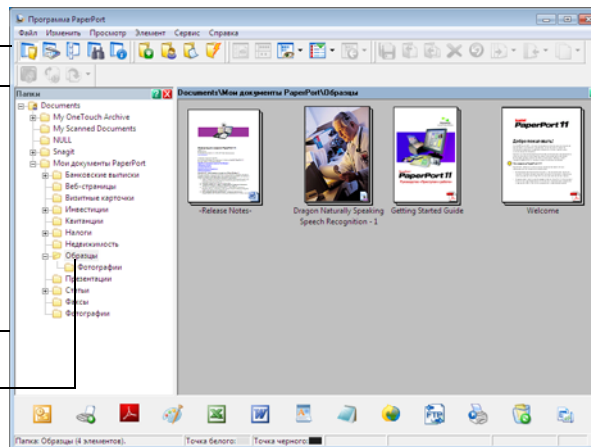 Программа PaperPort
Файл Изменить Просмотр Элемент Сервис Справка
Папки
Documents\Мои документы PaperPort\Образцы
Documents
My OneTouch Archive
My Scanned Documents
NULL
Snagit
Мои документы PaperPort
Банковские выписки
Веб-страницы
Визитные карточки
Инвестиции
Квитанции
Налоги
Недвижимость
Образцы
Фотографии
Презентации
Статьи
Факсы
Фотографии
PaperPort 11
PaperPort 11
Добро пожаловать!
-Release Notes-
Dragon Naturally Speaking
Speech Recognition - 1
Getting Started Guide
Welcome
FTP
Папка: Образцы (4 элементов).
Точка белого:
Точка черного: